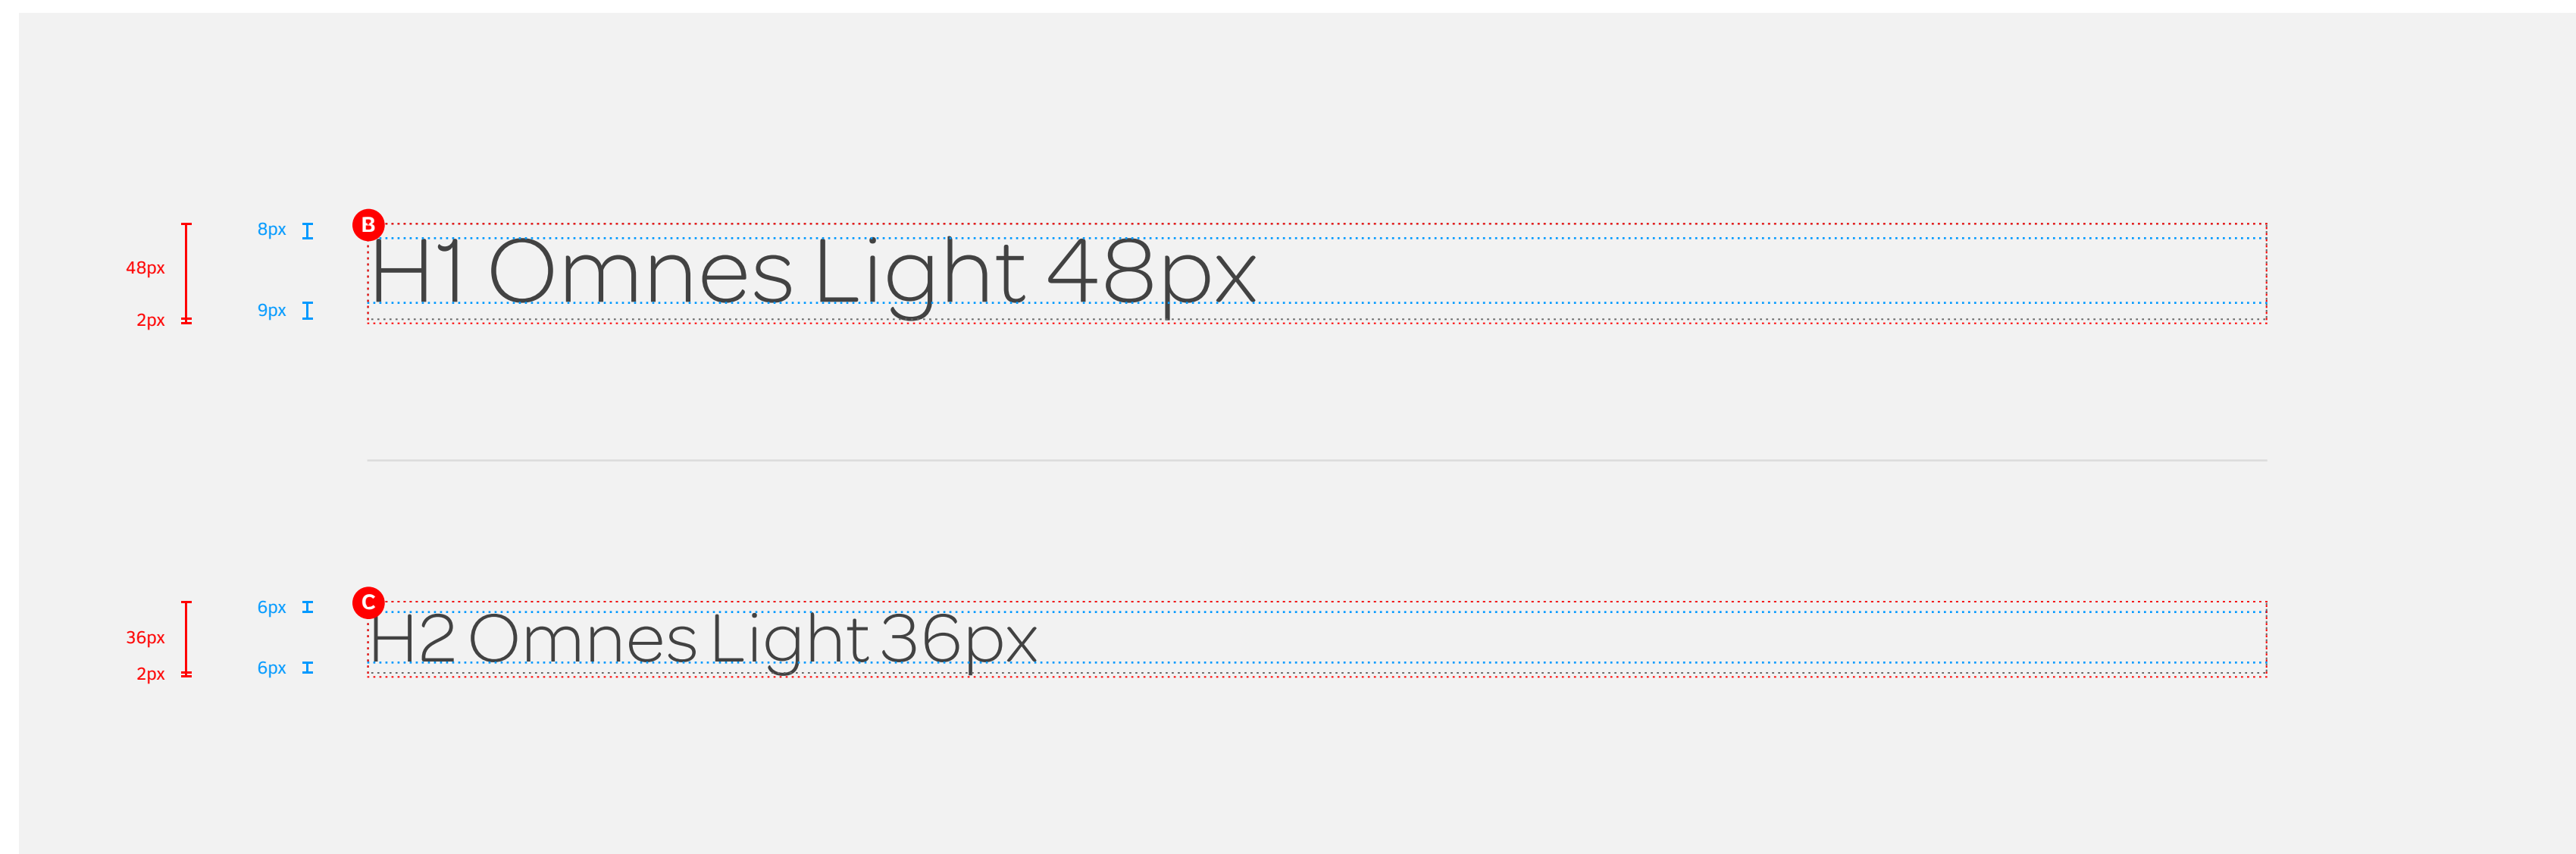 8px
B
48px
H1 Omnes Light 48px
9px
2px
6px
C
36px
H2 Omnes Light 36px
6px
2px